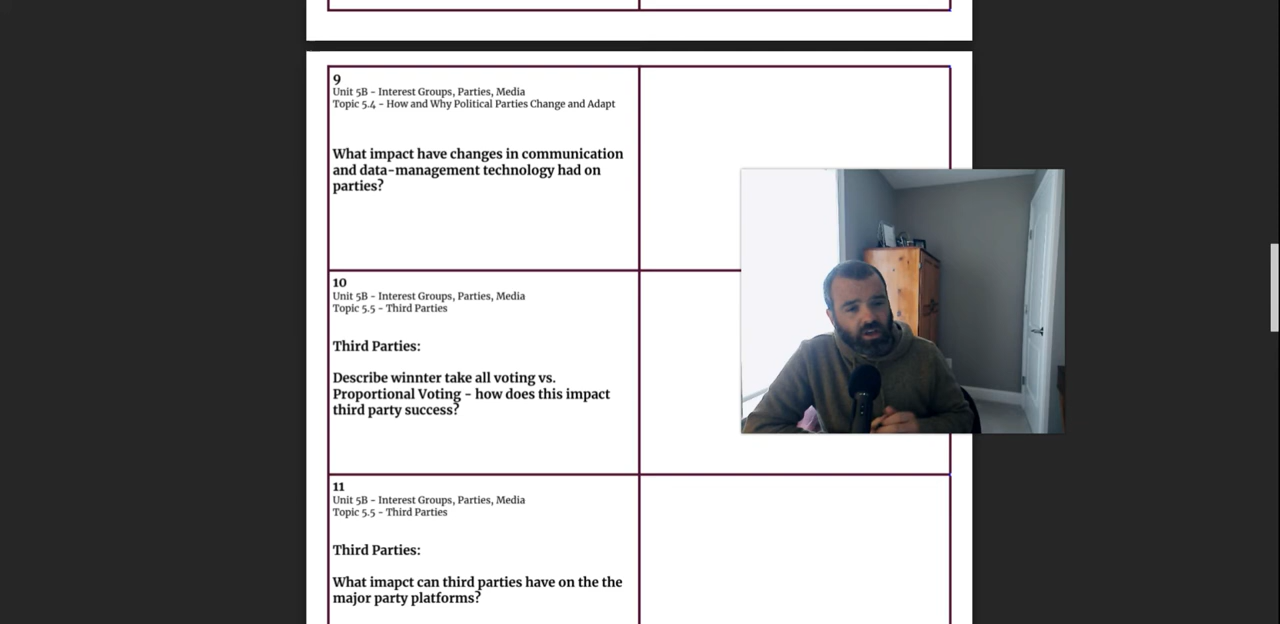 9
Unit 5B - Interest Groups, Parties, Media
Topic 5.4 - How and Why Political Parties Change and Adapt
What impact have changes in communication
and data-management technology had on
parties?
10
Unit 5B - Interest Groups, Parties, Media
Topic 5.5 - Third Parties
Third Parties:
Describe winnter take all voting vs.
Proportional Voting - how does this impact
third party success?
11
Unit 5B - Interest Groups, Parties, Media
Topic 5.5 - Third Parties
Third Parties:
What imapct can third parties have on the the
major party platforms?